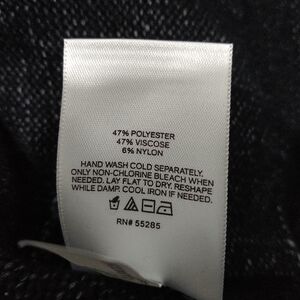 47% POLYESTER
47% VISCOSE
6% NYLON
HAND WASH COLD SEPARATELY.
ONLY NON-CHLORINE BLEACH WHEN
NEEDED. LAY FLAT TO DRY. RESHAPE
WHILE DAMP. COOL IRON IF NEEDED.
RN# 55285